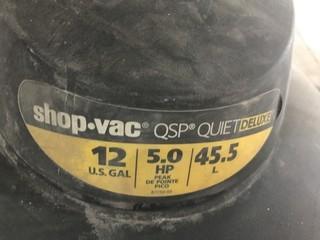 shop·vac® QSP® QUIET DELUXE
12 5.0 45.5
U.S. GAL HP L
PEAK
DE POINTE
PICO